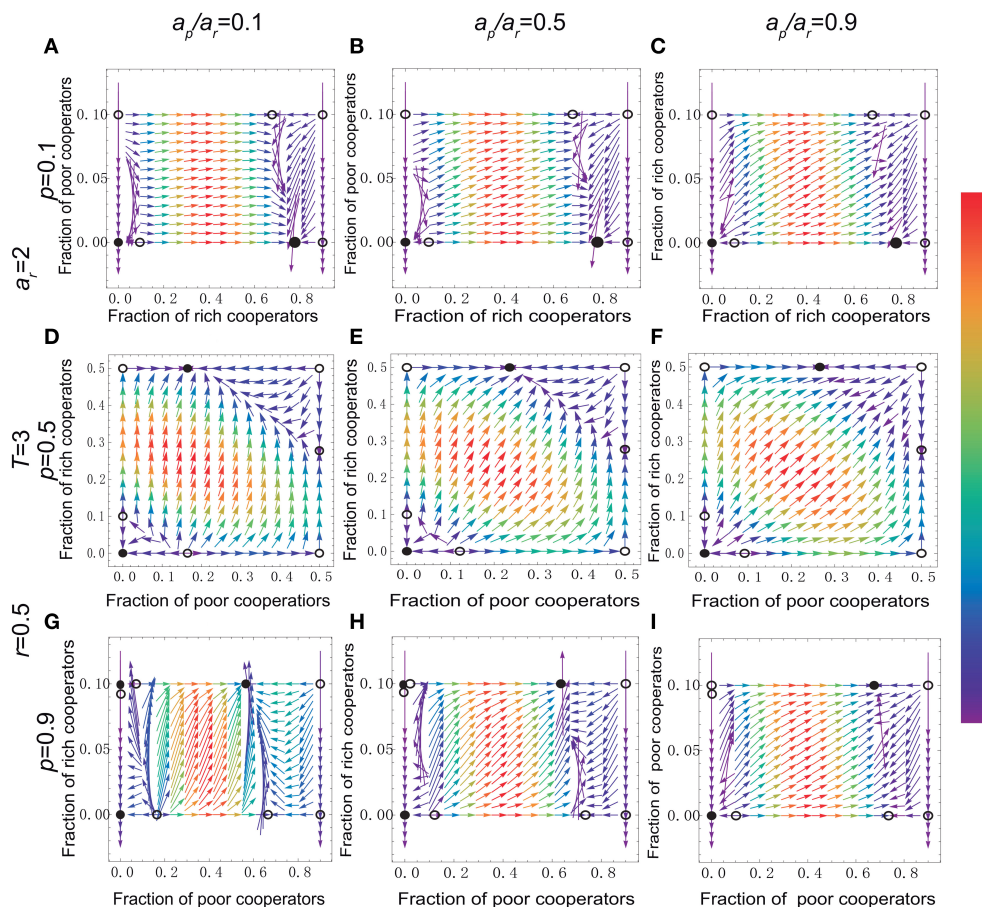 a_p/a_r=0.1 a_p/a_r=0.5 a_p/a_r=0.9
A B C
p=0.1
a_r=2
Fraction of poor cooperators
0.10
0.05
0.00
0.0 0.2 0.4 0.6 0.8
Fraction of rich cooperators
Fraction of poor cooperators
0.10
0.05
0.00
0.0 0.2 0.4 0.6 0.8
Fraction of rich cooperators
Fraction of rich cooperators
0.10
0.05
0.00
0.0 0.2 0.4 0.6 0.8
Fraction of rich cooperators
D E F
T=3
p=0.5
Fraction of rich cooperators
0.5
0.4
0.3
0.2
0.1
0.0
0.0 0.1 0.2 0.3 0.4 0.5
Fraction of poor cooperatiors
Fraction of rich cooperators
0.5
0.4
0.3
0.2
0.1
0.0
0.0 0.1 0.2 0.3 0.4 0.5
Fraction of poor cooperators
Fraction of rich cooperators
0.5
0.4
0.3
0.2
0.1
0.0
0.0 0.1 0.2 0.3 0.4 0.5
Fraction of poor cooperators
G H I
r=0.5
p=0.9
Fraction of rich cooperators
0.10
0.05
0.00
0.0 0.2 0.4 0.6 0.8
Fraction of poor cooperators
Fraction of rich cooperators
0.10
0.05
0.00
0.0 0.2 0.4 0.6 0.8
Fraction of poor cooperators
Fraction of poor cooperators
0.10
0.05
0.00
0.0 0.2 0.4 0.6 0.8
Fraction of poor cooperators